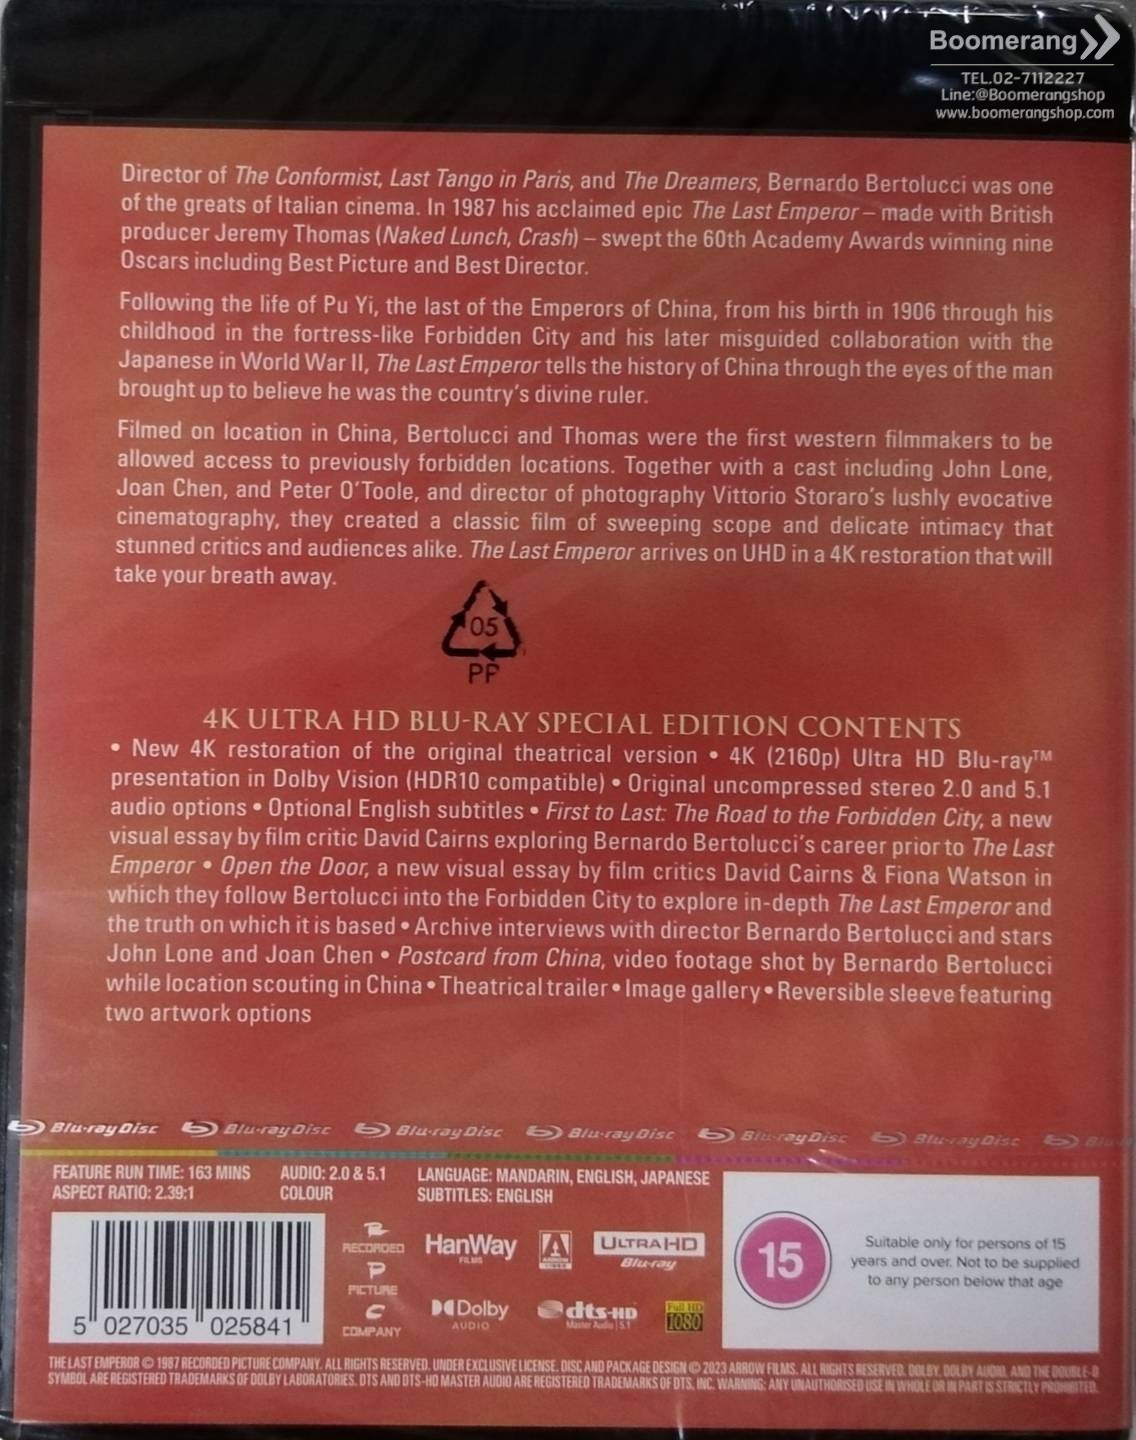 Boomerang
TEL.02-7112227
Line:@Boomerangshop
www.boomerangshop.com
Director of The Conformist, Last Tango in Paris, and The Dreamers, Bernardo Bertolucci was one
of the greats of Italian cinema. In 1987 his acclaimed epic The Last Emperor – made with British
producer Jeremy Thomas (Naked Lunch, Crash) – swept the 60th Academy Awards winning nine
Oscars including Best Picture and Best Director.
Following the life of Pu Yi, the last of the Emperors of China, from his birth in 1906 through his
childhood in the fortress-like Forbidden City and his later misguided collaboration with the
Japanese in World War II, The Last Emperor tells the history of China through the eyes of the man
brought up to believe he was the country's divine ruler.
Filmed on location in China, Bertolucci and Thomas were the first western filmmakers to be
allowed access to previously forbidden locations. Together with a cast including John Lone,
Joan Chen, and Peter O'Toole, and director of photography Vittorio Storaro's lushly evocative
cinematography, they created a classic film of sweeping scope and delicate intimacy that
stunned critics and audiences alike. The Last Emperor arrives on UHD in a 4K restoration that will
take your breath away.
05
PP
4K ULTRA HD BLU-RAY SPECIAL EDITION CONTENTS
• New 4K restoration of the original theatrical version • 4K (2160p) Ultra HD Blu-ray™
presentation in Dolby Vision (HDR10 compatible) • Original uncompressed stereo 2.0 and 5.1
audio options • Optional English subtitles • First to Last: The Road to the Forbidden City, a new
visual essay by film critic David Cairns exploring Bernardo Bertolucci's career prior to The Last
Emperor • Open the Door, a new visual essay by film critics David Cairns & Fiona Watson in
which they follow Bertolucci into the Forbidden City to explore in-depth The Last Emperor and
the truth on which it is based • Archive interviews with director Bernardo Bertolucci and stars
John Lone and Joan Chen • Postcard from China, video footage shot by Bernardo Bertolucci
while location scouting in China • Theatrical trailer • Image gallery • Reversible sleeve featuring
two artwork options
Blu-ray Disc Blu-ray Disc Blu-ray Disc Blu-ray Disc Blu-ray Disc Blu-ray Disc
FEATURE RUN TIME: 163 MINS AUDIO: 2.0 & 5.1 LANGUAGE: MANDARIN, ENGLISH, JAPANESE
ASPECT RATIO: 2.39:1 COLOUR SUBTITLES: ENGLISH
RECORDED
PICTURE
COMPANY
HanWay
FILMS
ARROW
ULTRA HD
Blu-ray
Dolby
AUDIO
dts-HD
Master Audio | 5.1
Full HD
1080
15
Suitable only for persons of 15
years and over. Not to be supplied
to any person below that age
5 027035 025841
THE LAST EMPEROR © 1987 RECORDED PICTURE COMPANY. ALL RIGHTS RESERVED. UNDER EXCLUSIVE LICENSE. DISC AND PACKAGE DESIGN © 2023 ARROW FILMS. ALL RIGHTS RESERVED. DOLBY, DOLBY AUDIO, AND THE DOUBLE-D
SYMBOL ARE REGISTERED TRADEMARKS OF DOLBY LABORATORIES. DTS AND DTS-HD MASTER AUDIO ARE REGISTERED TRADEMARKS OF DTS, INC. WARNING: ANY UNAUTHORISED USE IN WHOLE OR IN PART IS STRICTLY PROHIBITED.